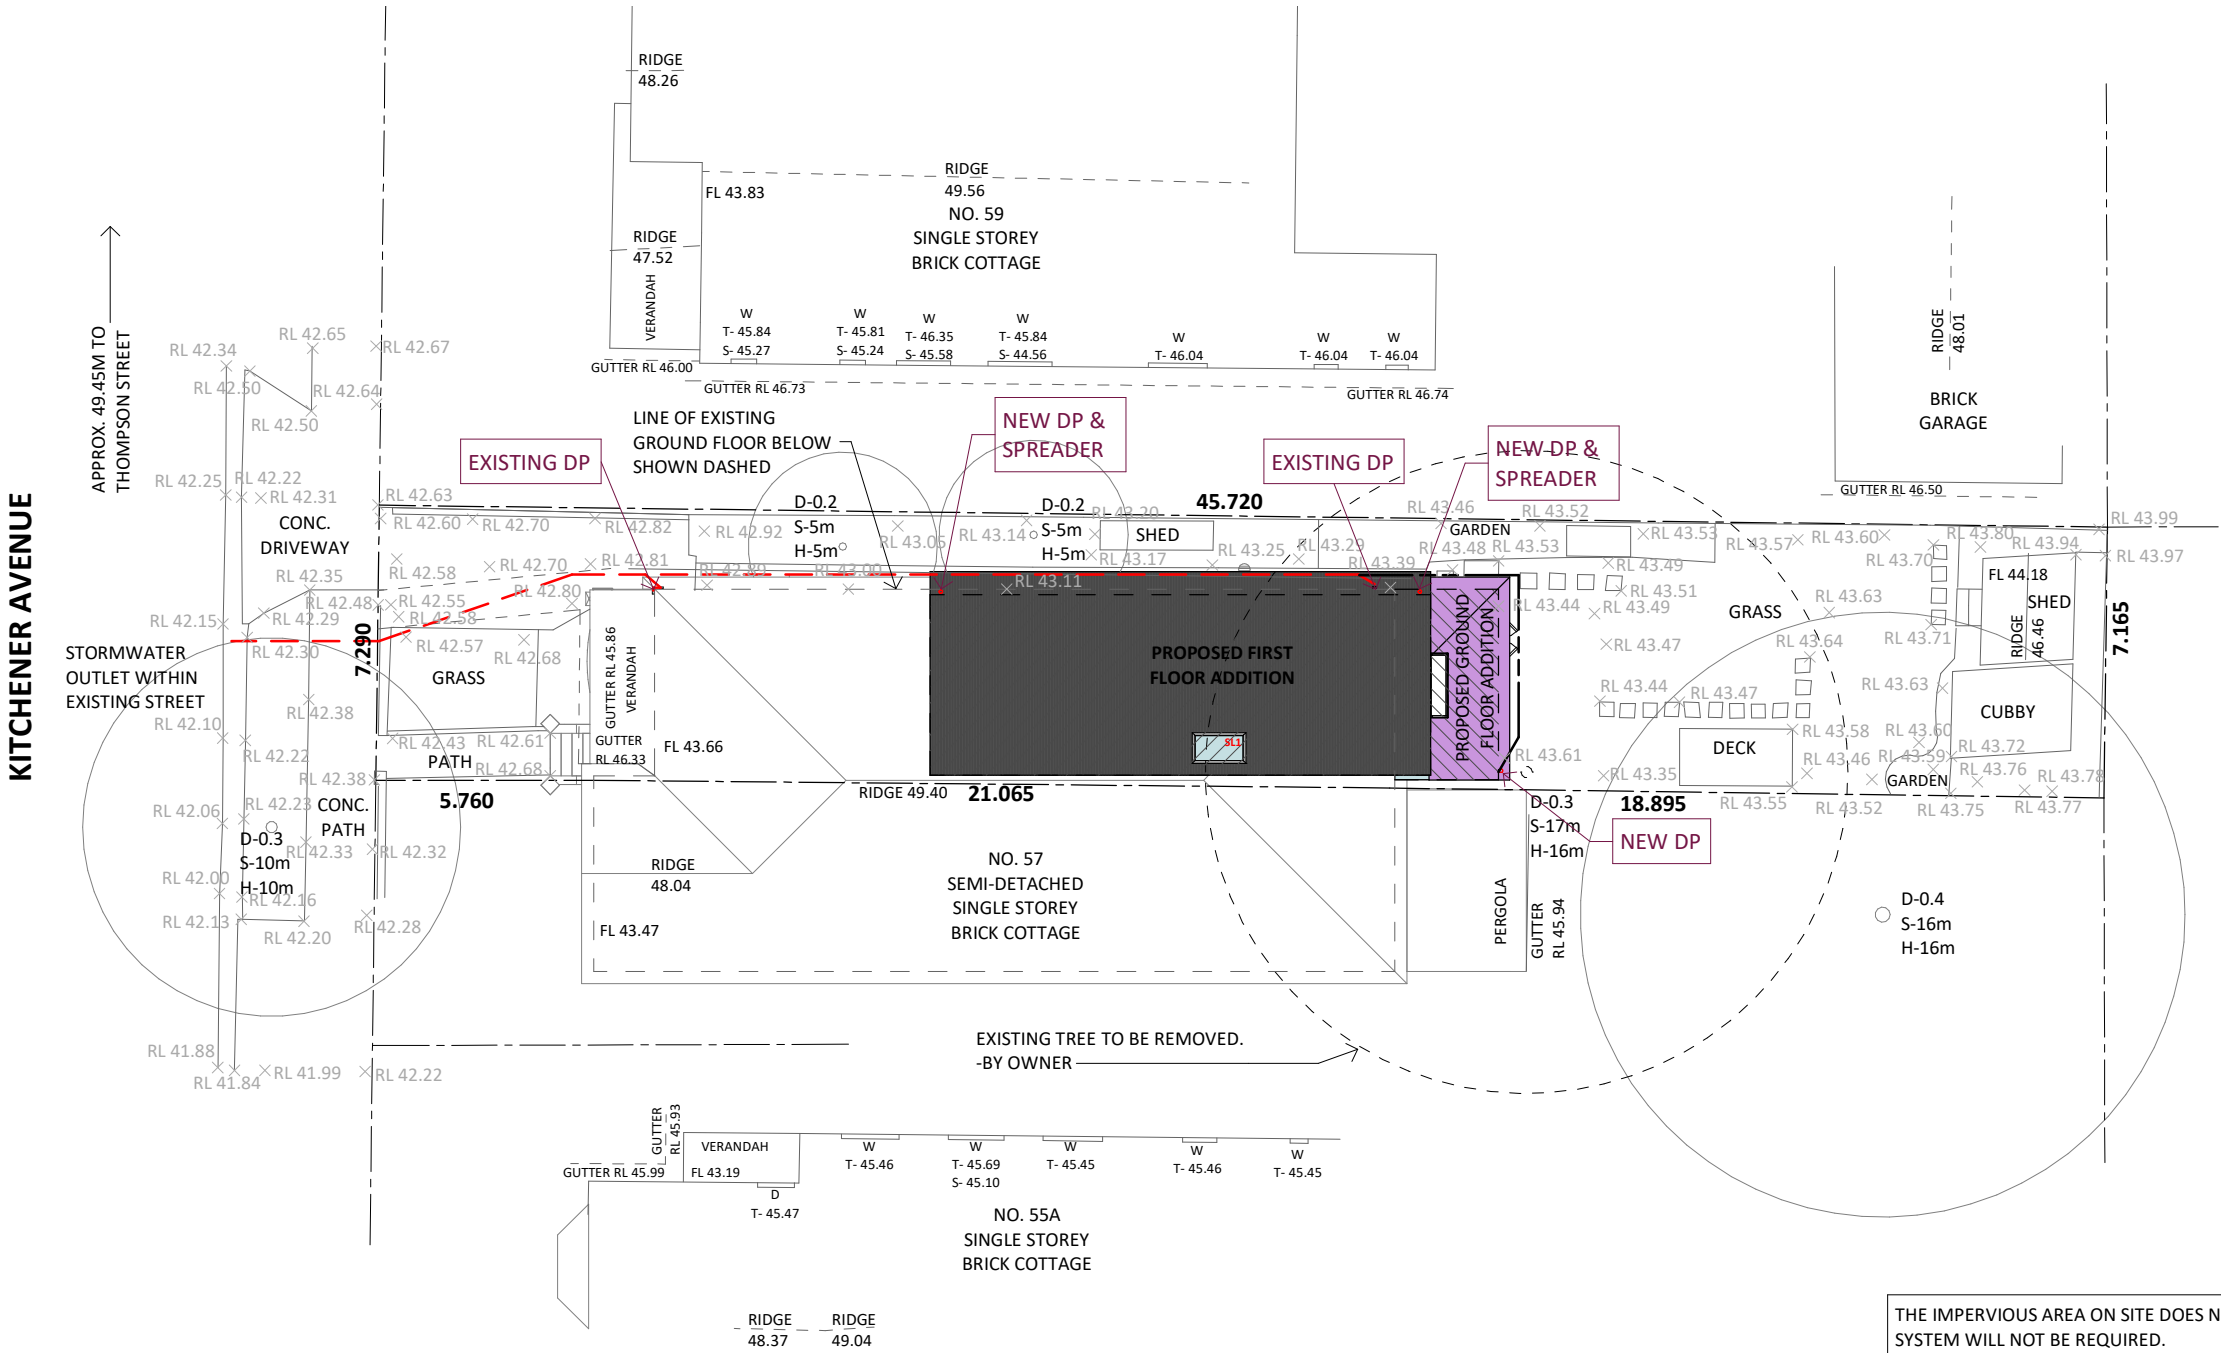 RIDGE
48.26
RIDGE
49.56
FL 43.83
NO. 59
SINGLE STOREY
BRICK COTTAGE
RIDGE
47.52
VERANDAH
W
T- 45.84
S- 45.27
W
T- 45.81
S- 45.24
W
T- 46.35
S- 45.58
W
T- 45.84
S- 44.56
W
T- 46.04
W
T- 46.04
W
T- 46.04
GUTTER RL 46.00
GUTTER RL 46.73
GUTTER RL 46.74
RIDGE
48.01
BRICK
GARAGE
GUTTER RL 46.50
APPROX. 49.45M TO
THOMPSON STREET
KITCHENER AVENUE
RL 42.34
RL 42.65
RL 42.67
RL 42.50
RL 42.64
RL 42.50
RL 42.25
RL 42.22
RL 42.31
RL 42.63
CONC.
DRIVEWAY
RL 42.60
RL 42.70
RL 42.82
RL 42.92
RL 42.35
RL 42.58
RL 42.70
RL 42.81
RL 42.80
RL 42.89
RL 43.00
RL 42.48
RL 42.55
RL 42.58
RL 42.15
RL 42.29
RL 42.30
RL 42.57
RL 42.68
7.290
STORMWATER
OUTLET WITHIN
EXISTING STREET
GRASS
RL 42.10
RL 42.38
RL 42.22
RL 42.43
RL 42.61
PATH
RL 42.68
RL 42.38
RL 42.06
RL 42.23
CONC.
PATH
5.760
D-0.3
S-10m
H-10m
RL 42.33
RL 42.32
RL 42.00
RL 42.16
RL 42.13
RL 42.20
RL 42.28
RL 41.88
RL 41.84
RL 41.99
RL 42.22
EXISTING DP
LINE OF EXISTING
GROUND FLOOR BELOW
SHOWN DASHED
NEW DP &
SPREADER
EXISTING DP
NEW DP &
SPREADER
45.720
D-0.2
S-5m
H-5m
RL 43.05
D-0.2
S-5m
H-5m
RL 43.14
RL 43.20
SHED
RL 43.17
RL 43.25
RL 43.29
RL 43.39
RL 43.11
RL 43.46
GARDEN
RL 43.48
RL 43.52
RL 43.53
RL 43.53
RL 43.49
RL 43.51
RL 43.44
RL 43.49
RL 43.47
RL 43.57
RL 43.60
RL 43.70
RL 43.80
RL 43.94
RL 43.99
RL 43.97
GRASS
RL 43.63
RL 43.71
RL 43.64
FL 44.18
SHED
RIDGE
46.46
7.165
RL 43.44
RL 43.47
RL 43.63
CUBBY
RL 43.58
RL 43.60
RL 43.72
DECK
RL 43.46
RL 43.59
RL 43.76
RL 43.78
RL 43.61
RL 43.35
GARDEN
RL 43.55
RL 43.52
RL 43.75
RL 43.77
GUTTER RL 45.86
VERANDAH
GUTTER
RL 46.33
FL 43.66
PROPOSED FIRST
FLOOR ADDITION
SL1
PROPOSED GROUND
FLOOR ADDITION
RIDGE 49.40
21.065
18.895
D-0.3
S-17m
H-16m
NEW DP
RIDGE
48.04
FL 43.47
NO. 57
SEMI-DETACHED
SINGLE STOREY
BRICK COTTAGE
PERGOLA
GUTTER
RL 45.94
D-0.4
S-16m
H-16m
EXISTING TREE TO BE REMOVED.
-BY OWNER
GUTTER
RL 45.93
GUTTER RL 45.99
VERANDAH
FL 43.19
D
T- 45.47
W
T- 45.46
W
T- 45.69
S- 45.10
W
T- 45.45
W
T- 45.46
W
T- 45.45
NO. 55A
SINGLE STOREY
BRICK COTTAGE
RIDGE
48.37
RIDGE
49.04
THE IMPERVIOUS AREA ON SITE DOES N
SYSTEM WILL NOT BE REQUIRED.